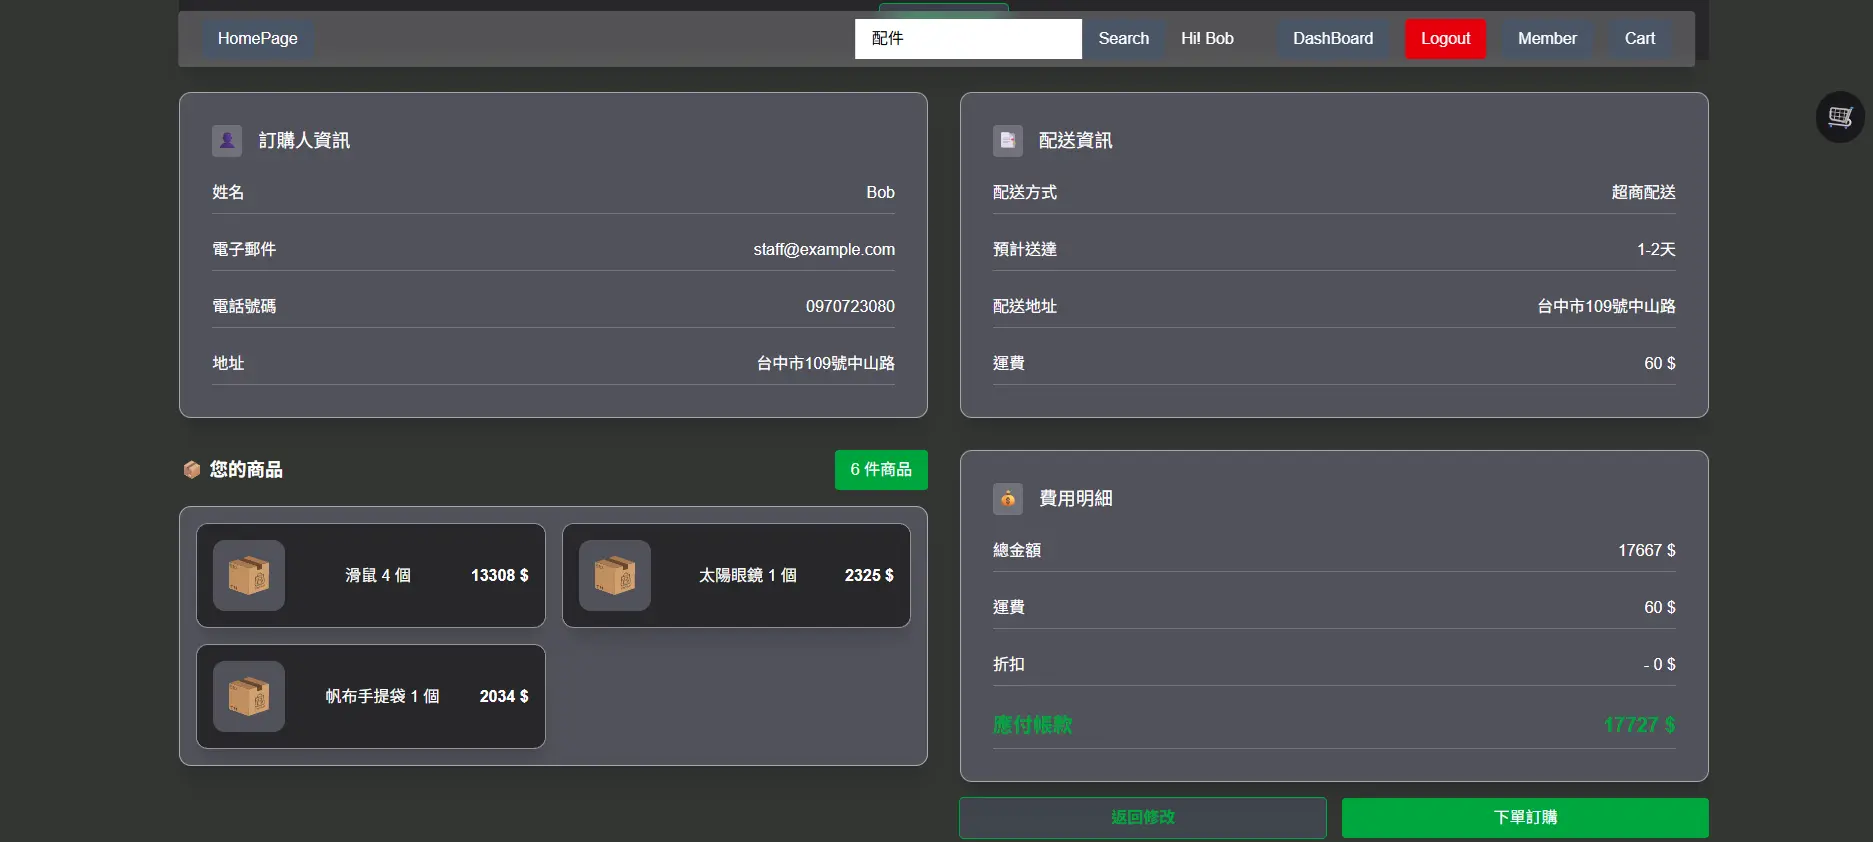 HomePage
配件
Search
Hi! Bob
DashBoard
Logout
Member
Cart
訂購人資訊
姓名 Bob
電子郵件 staff@example.com
電話號碼 0970723080
地址 台中市109號中山路
配送資訊
配送方式 超商配送
預計送達 1-2天
配送地址 台中市109號中山路
運費 60 $
您的商品
6 件商品
滑鼠 4 個 13308 $
太陽眼鏡 1 個 2325 $
帆布手提袋 1 個 2034 $
費用明細
總金額 17667 $
運費 60 $
折扣 - 0 $
應付帳款 17727 $
返回修改
下單訂購